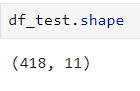 df_test.shape
(418, 11)